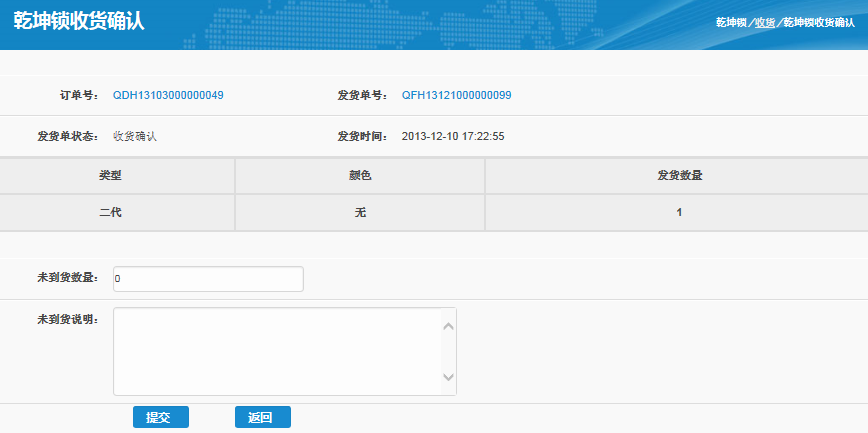 乾坤锁收货确认
乾坤锁／收货／乾坤锁收货确认
订单号： QDH13103000000049 发货单号： QFH13121000000099
发货单状态： 收货确认 发货时间： 2013-12-10 17:22:55
类型 颜色 发货数量
二代 无 1
未到货数量： 0
未到货说明：
提交 返回